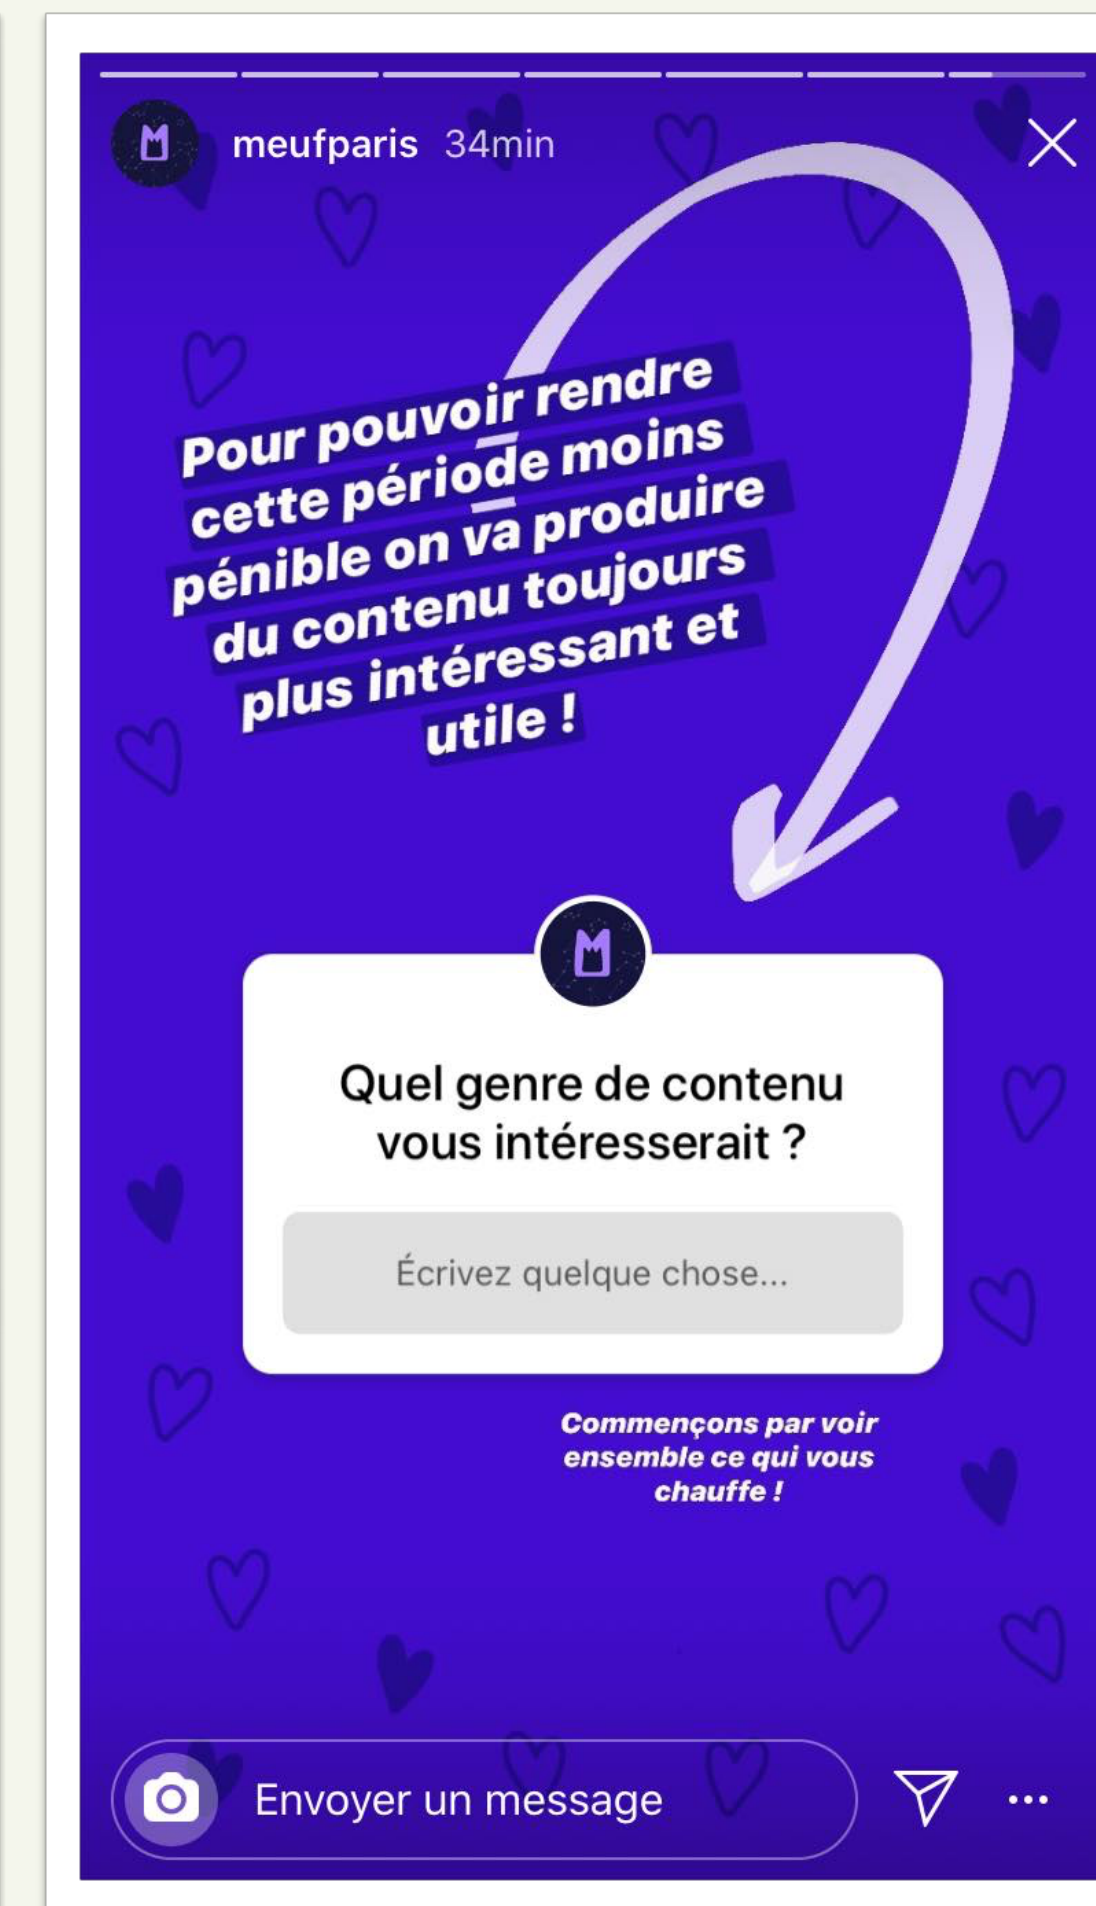 meufparis 34min
Pour pouvoir rendre
cette période moins
pénible on va produire
du contenu toujours
plus intéressant et
utile !
Quel genre de contenu
vous intéresserait ?
Écrivez quelque chose...
Commençons par voir
ensemble ce qui vous
chauffe !
Envoyer un message